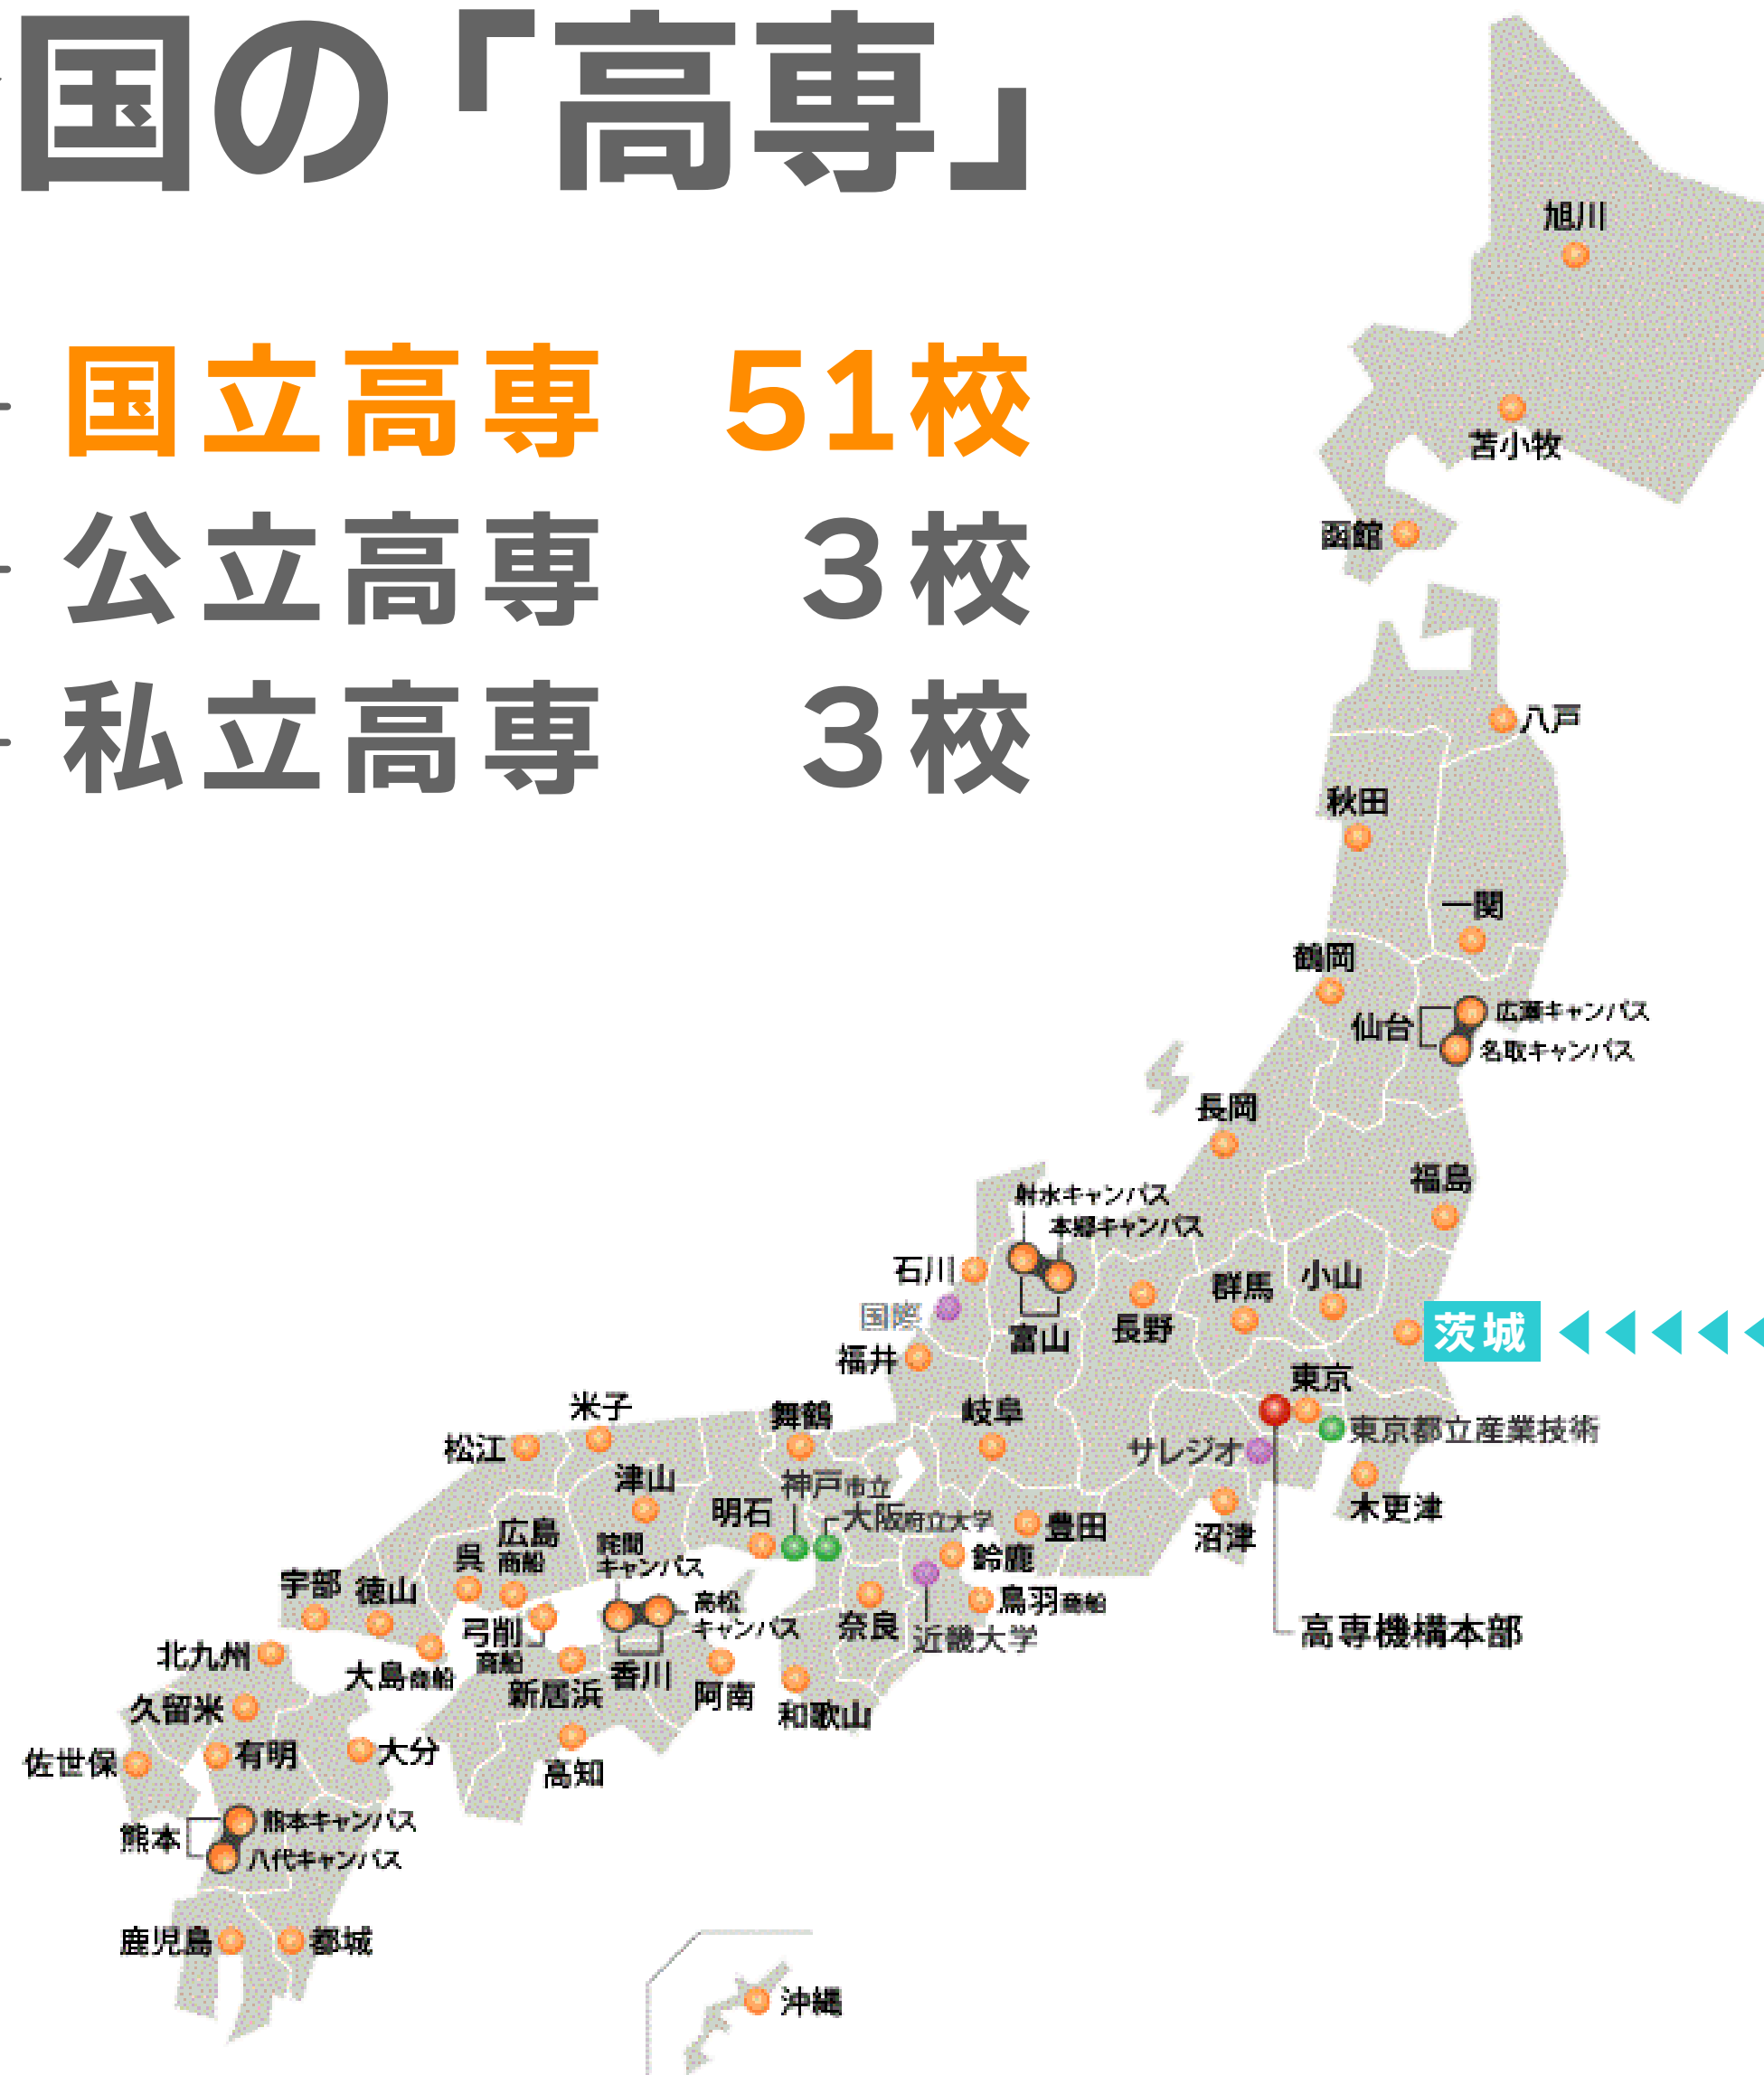 国の「高専」
国立高専 51校
公立高専 3校
私立高専 3校
旭川
苫小牧
函館
八戸
秋田
一関
鶴岡
広瀬キャンパス
仙台
名取キャンパス
長岡
福島
射水キャンパス
本郷キャンパス
石川
国際
富山
長野
群馬
小山
茨城
福井
東京
東京都立産業技術
サレジオ
木更津
沼津
高専機構本部
米子
舞鶴
岐阜
松江
津山
神戸市立
明石
大阪府立大学
豊田
広島
商船
呉
詫間
キャンパス
鈴鹿
鳥羽商船
宇部
徳山
高松
キャンパス
奈良
近畿大学
弓削
商船
北九州
大島商船
香川
新居浜
阿南
和歌山
久留米
佐世保
有明
大分
高知
熊本キャンパス
熊本
八代キャンパス
鹿児島
都城
沖縄